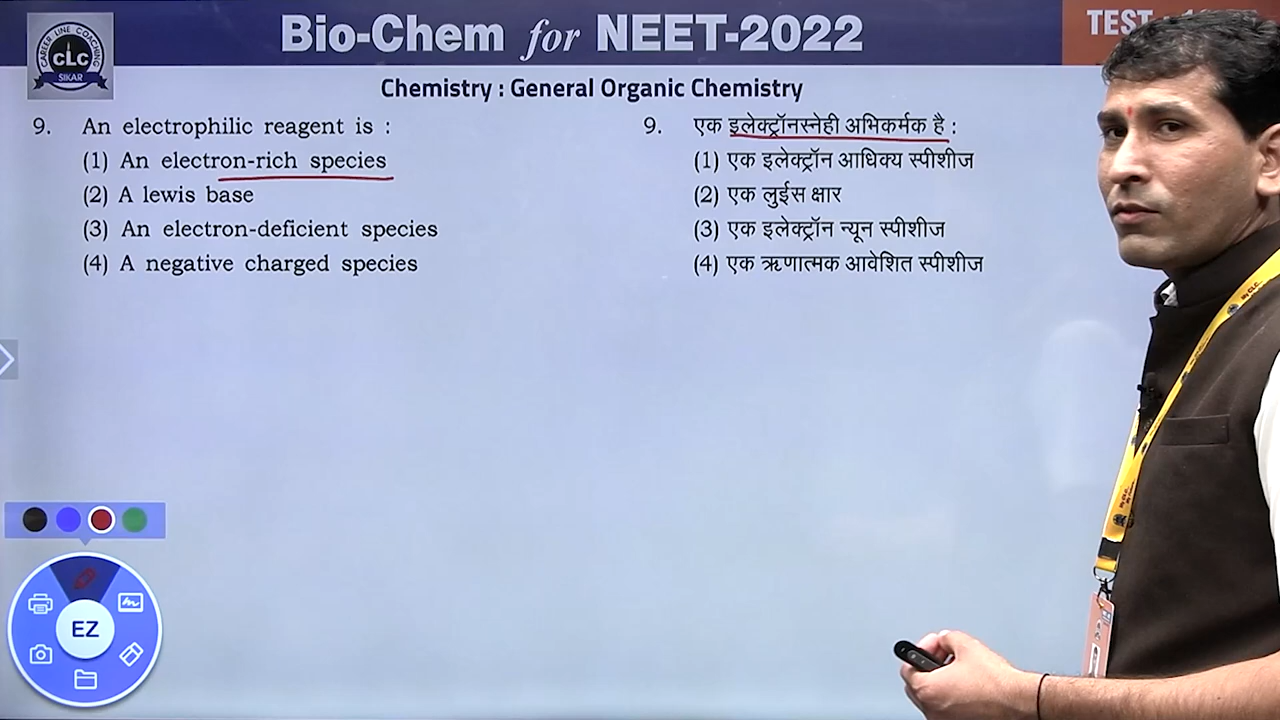 Bio-Chem for NEET-2022
TEST
CAREER LINE COACHING
CLC
SIKAR
Chemistry : General Organic Chemistry
9. An electrophilic reagent is :
(1) An electron-rich species
(2) A lewis base
(3) An electron-deficient species
(4) A negative charged species
9. एक इलेक्ट्रॉनस्नेही अभिकर्मक है :
(1) एक इलेक्ट्रॉन आधिक्य स्पीशीज
(2) एक लुईस क्षार
(3) एक इलेक्ट्रॉन न्यून स्पीशीज
(4) एक ऋणात्मक आवेशित स्पीशीज
EZ